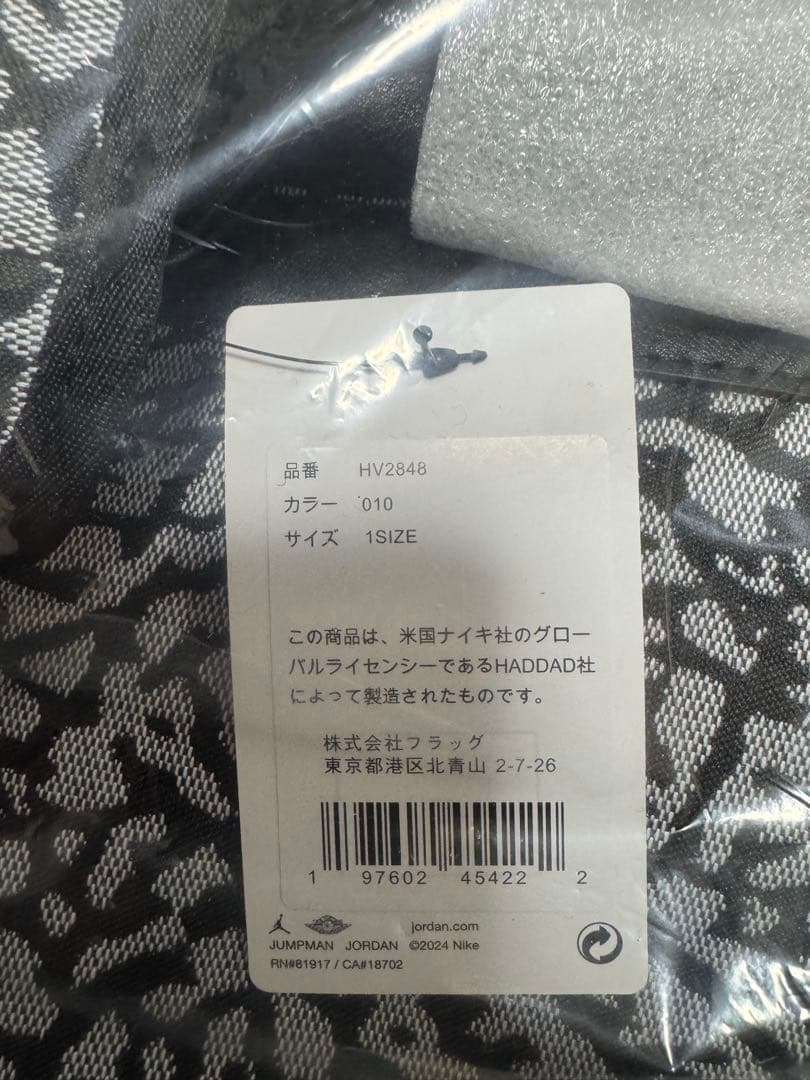 品番 HV2848
カラー 010
サイズ 1SIZE
この商品は、米国ナイキ社のグロー
バルライセンシーであるHADDAD社
によって製造されたものです。
株式会社フラッグ
東京都港区北青山 2-7-26
1 97602 45422 2
jordan.com
JUMPMAN JORDAN ©2024 Nike
RN#81917 / CA#18702